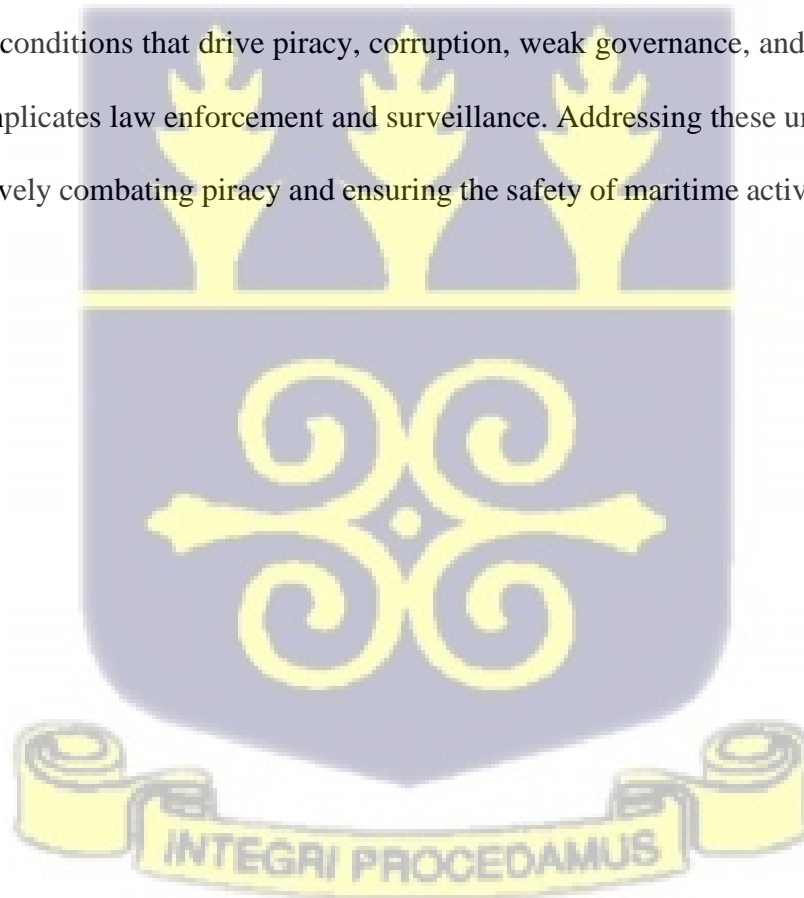 conditions that drive piracy, corruption, weak governance, and
plicates law enforcement and surveillance. Addressing these
vely combating piracy and ensuring the safety of maritime activ
INTEGRI PROCEDAMUS